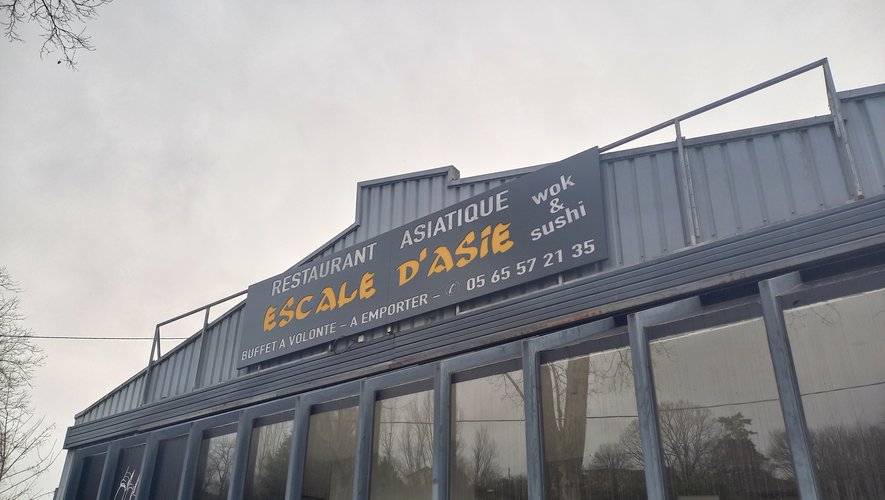 RESTAURANT ASIATIQUE
ESCALE D'ASIE
wok
&
sushi
BUFFET A VOLONTE - A EMPORTER - ✆ 05 65 57 21 35